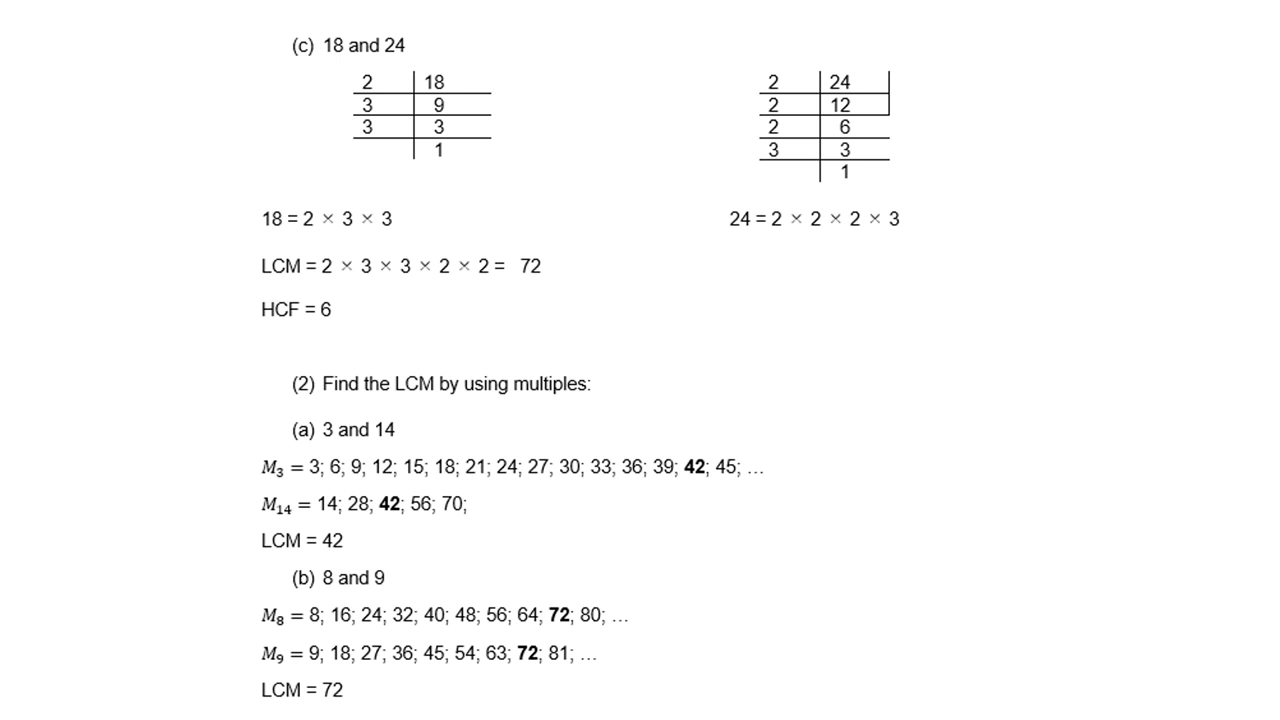 (c) 18 and 24
2 | 18
3 | 9
3 | 3
1
2 | 24
2 | 12
2 | 6
3 | 3
1
18 = 2 × 3 × 3
24 = 2 × 2 × 2 × 3
LCM = 2 × 3 × 3 × 2 × 2 = 72
HCF = 6
(2) Find the LCM by using multiples:
(a) 3 and 14
M₃ = 3; 6; 9; 12; 15; 18; 21; 24; 27; 30; 33; 36; 39; 42; 45; …
M₁₄ = 14; 28; 42; 56; 70;
LCM = 42
(b) 8 and 9
M₈ = 8; 16; 24; 32; 40; 48; 56; 64; 72; 80; …
M₉ = 9; 18; 27; 36; 45; 54; 63; 72; 81; …
LCM = 72